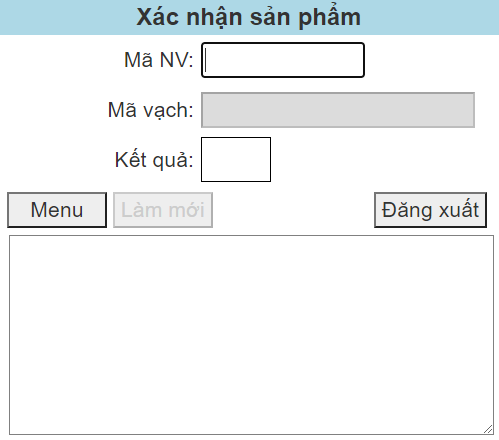 Xác nhận sản phẩm
Mã NV:
Mã vạch:
Kết quả:
Menu Làm mới Đăng xuất